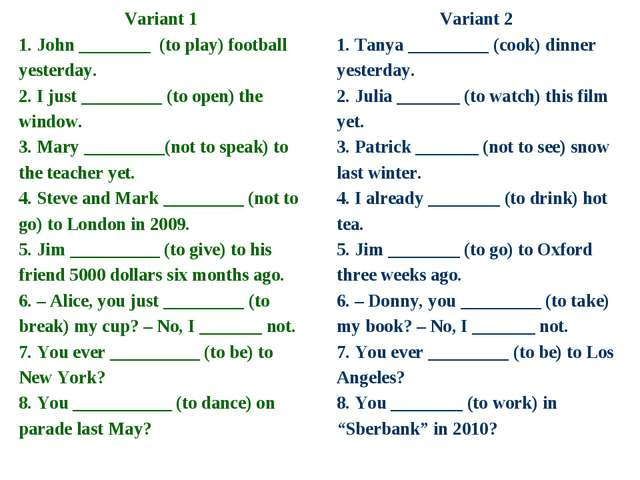 Variant 1
1. John ________ (to play) football
yesterday.
2. I just _________ (to open) the
window.
3. Mary _________(not to speak) to
the teacher yet.
4. Steve and Mark _________ (not to
go) to London in 2009.
5. Jim __________ (to give) to his
friend 5000 dollars six months ago.
6. – Alice, you just _________ (to
break) my cup? – No, I _______ not.
7. You ever __________ (to be) to
New York?
8. You ___________ (to dance) on
parade last May?
Variant 2
1. Tanya _________ (cook) dinner
yesterday.
2. Julia _______ (to watch) this film
yet.
3. Patrick _______ (not to see) snow
last winter.
4. I already ________ (to drink) hot
tea.
5. Jim ________ (to go) to Oxford
three weeks ago.
6. – Donny, you _________ (to take)
my book? – No, I _______ not.
7. You ever _________ (to be) to Los
Angeles?
8. You ________ (to work) in
“Sberbank” in 2010?